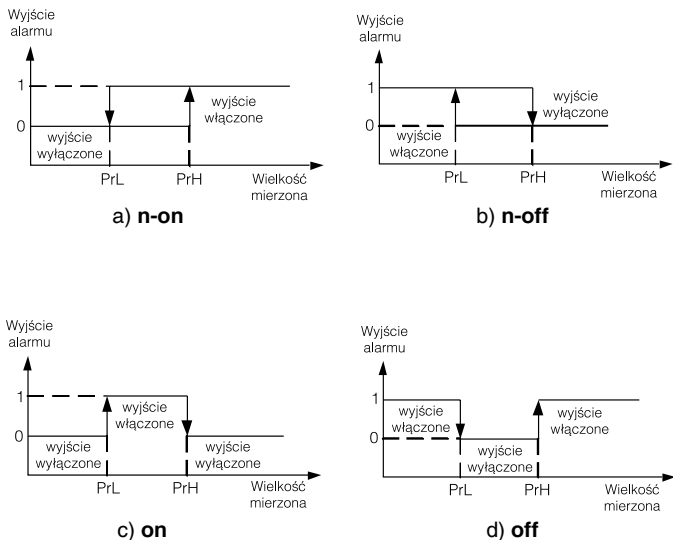 Wyjście
alarmu
1
0
wyjście
wyłączone
wyjście
włączone
PrL
PrH
Wielkość
mierzona
a) n-on
Wyjście
alarmu
1
0
wyjście
włączone
wyjście
wyłączone
PrL
PrH
Wielkość
mierzona
b) n-off
Wyjście
alarmu
1
0
wyjście
wyłączone
wyjście
włączone
wyjście
wyłączone
PrL
PrH
Wielkość
mierzona
c) on
Wyjście
alarmu
1
0
wyjście
włączone
wyjście
wyłączone
wyjście
włączone
PrL
PrH
Wielkość
mierzona
d) off